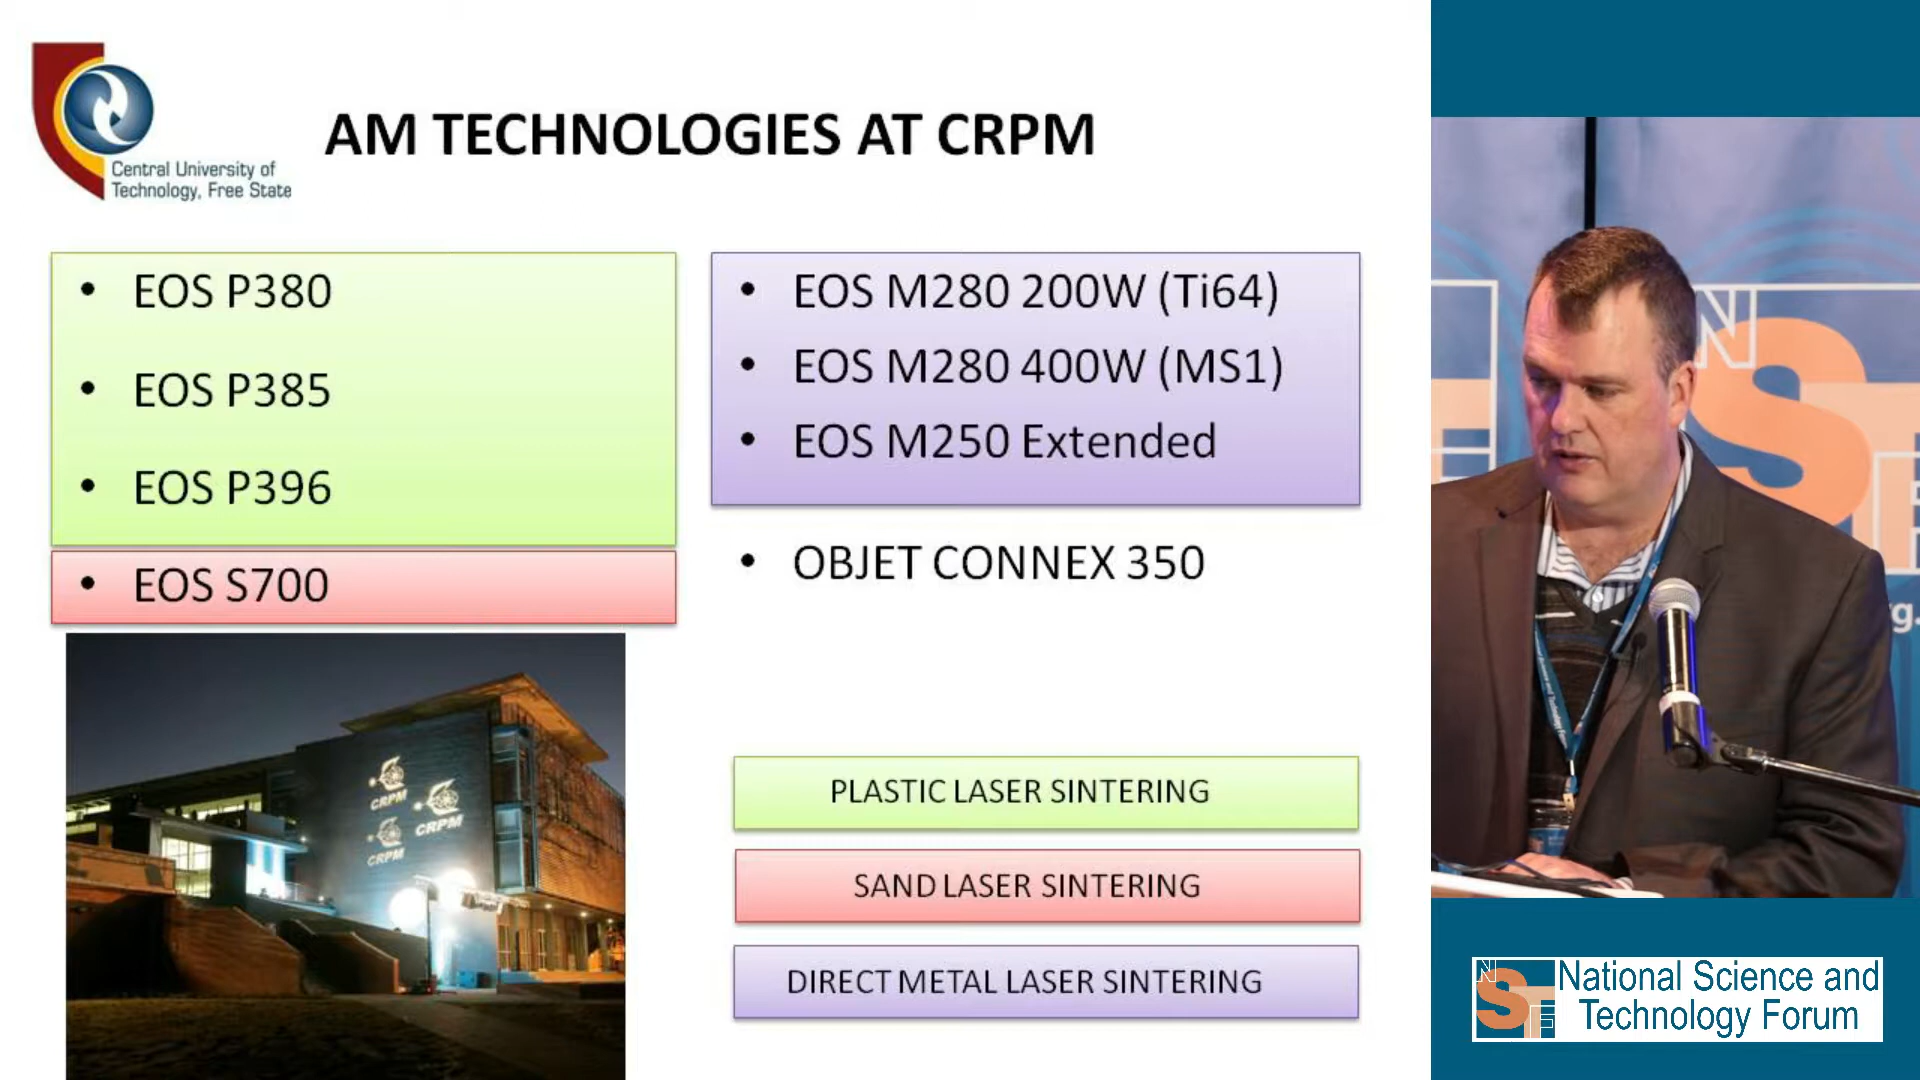 Central University of
Technology, Free State
AM TECHNOLOGIES AT CRPM
• EOS P380
• EOS P385
• EOS P396
• EOS S700
• EOS M280 200W (Ti64)
• EOS M280 400W (MS1)
• EOS M250 Extended
• OBJET CONNEX 350
CRPM
CRPM
CRPM
PLASTIC LASER SINTERING
SAND LASER SINTERING
DIRECT METAL LASER SINTERING
NSTF
National Science and
Technology Forum